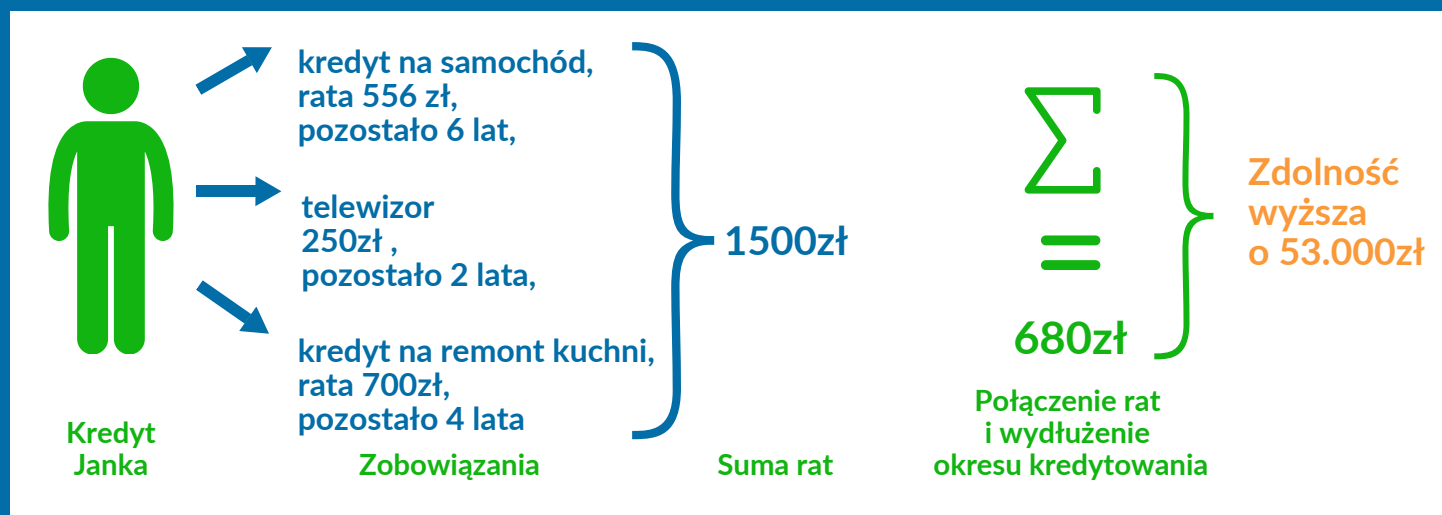 kredyt na samochód,
rata 556 zł,
pozostało 6 lat,
telewizor
250zł ,
pozostało 2 lata,
kredyt na remont kuchni,
rata 700zł,
pozostało 4 lata
1500zł
Σ
=
680zł
Zdolność
wyższa
o 53.000zł
Kredyt
Janka
Zobowiązania
Suma rat
Połączenie rat
i wydłużenie
okresu kredytowania